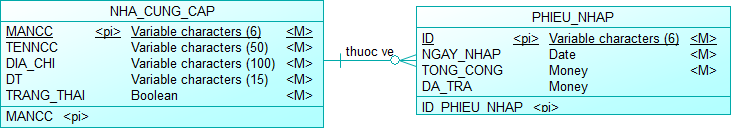 NHA_CUNG_CAP
MANCC <pi> Variable characters (6) <M>
TENNCC Variable characters (50) <M>
DIA_CHI Variable characters (100) <M>
DT Variable characters (15) <M>
TRANG_THAI Boolean <M>
MANCC <pi>
thuoc ve
PHIEU_NHAP
ID <pi> Variable characters (6) <M>
NGAY_NHAP Date <M>
TONG_CONG Money <M>
DA_TRA Money
ID_PHIEU_NHAP <pi>